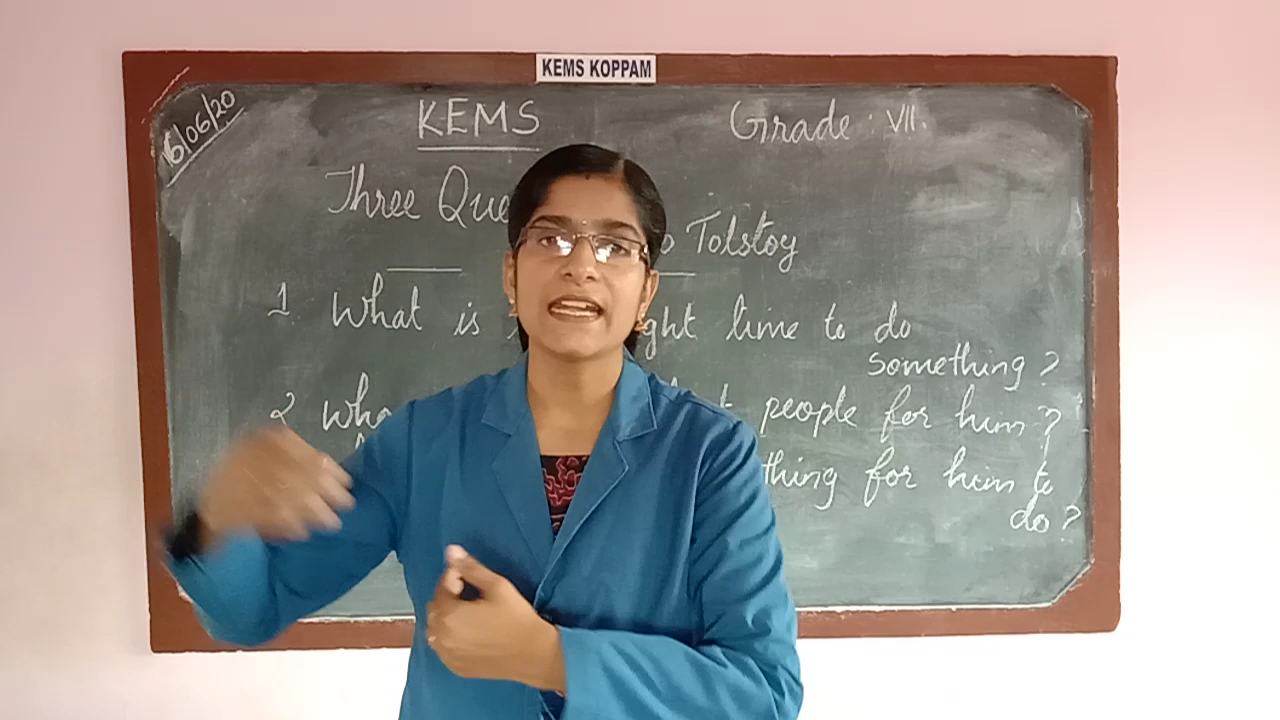 KEMS KOPPAM
16/06/20
KEMS Grade : VII.
Three Que
Tolstoy
1 What is ght time to do
something ?
2 people for him ?
thing for him to
do ?